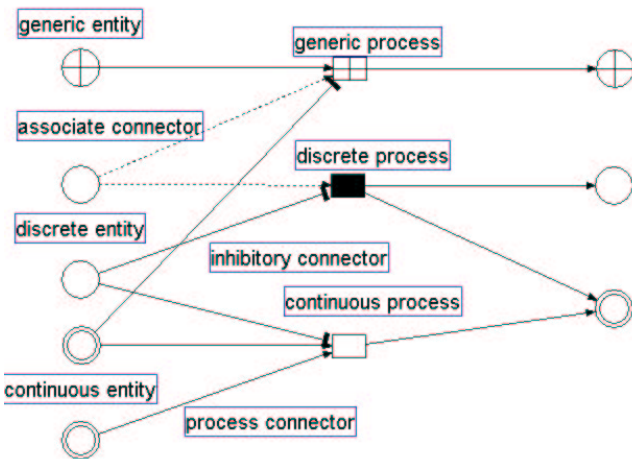 generic entity
generic process
associate connector
discrete process
discrete entity
inhibitory connector
continuous process
continuous entity
process connector